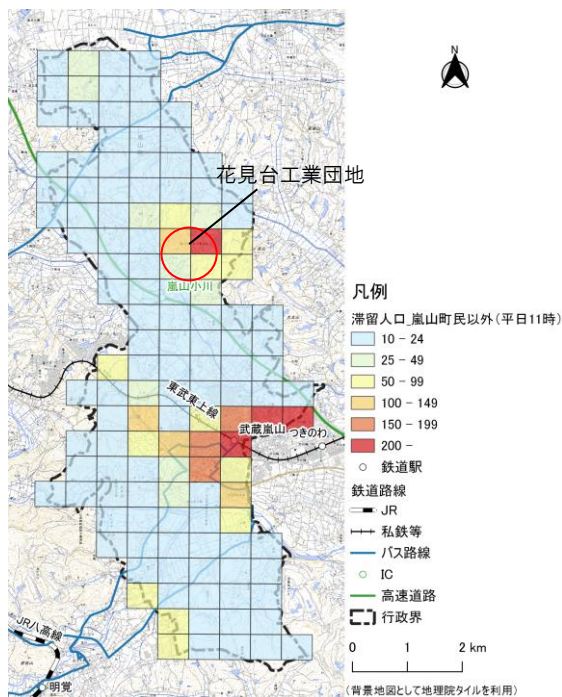 N
花見台工業団地
嵐山小川
東武東上線
武蔵嵐山
つきのわ
JR八高線
明覚
凡例
滞留人口_嵐山町民以外(平日11時)
10 - 24
25 - 49
50 - 99
100 - 149
150 - 199
200 -
鉄道駅
鉄道路線
JR
私鉄等
バス路線
IC
高速道路
行政界
0 1 2 km
(背景地図として地理院タイルを利用)